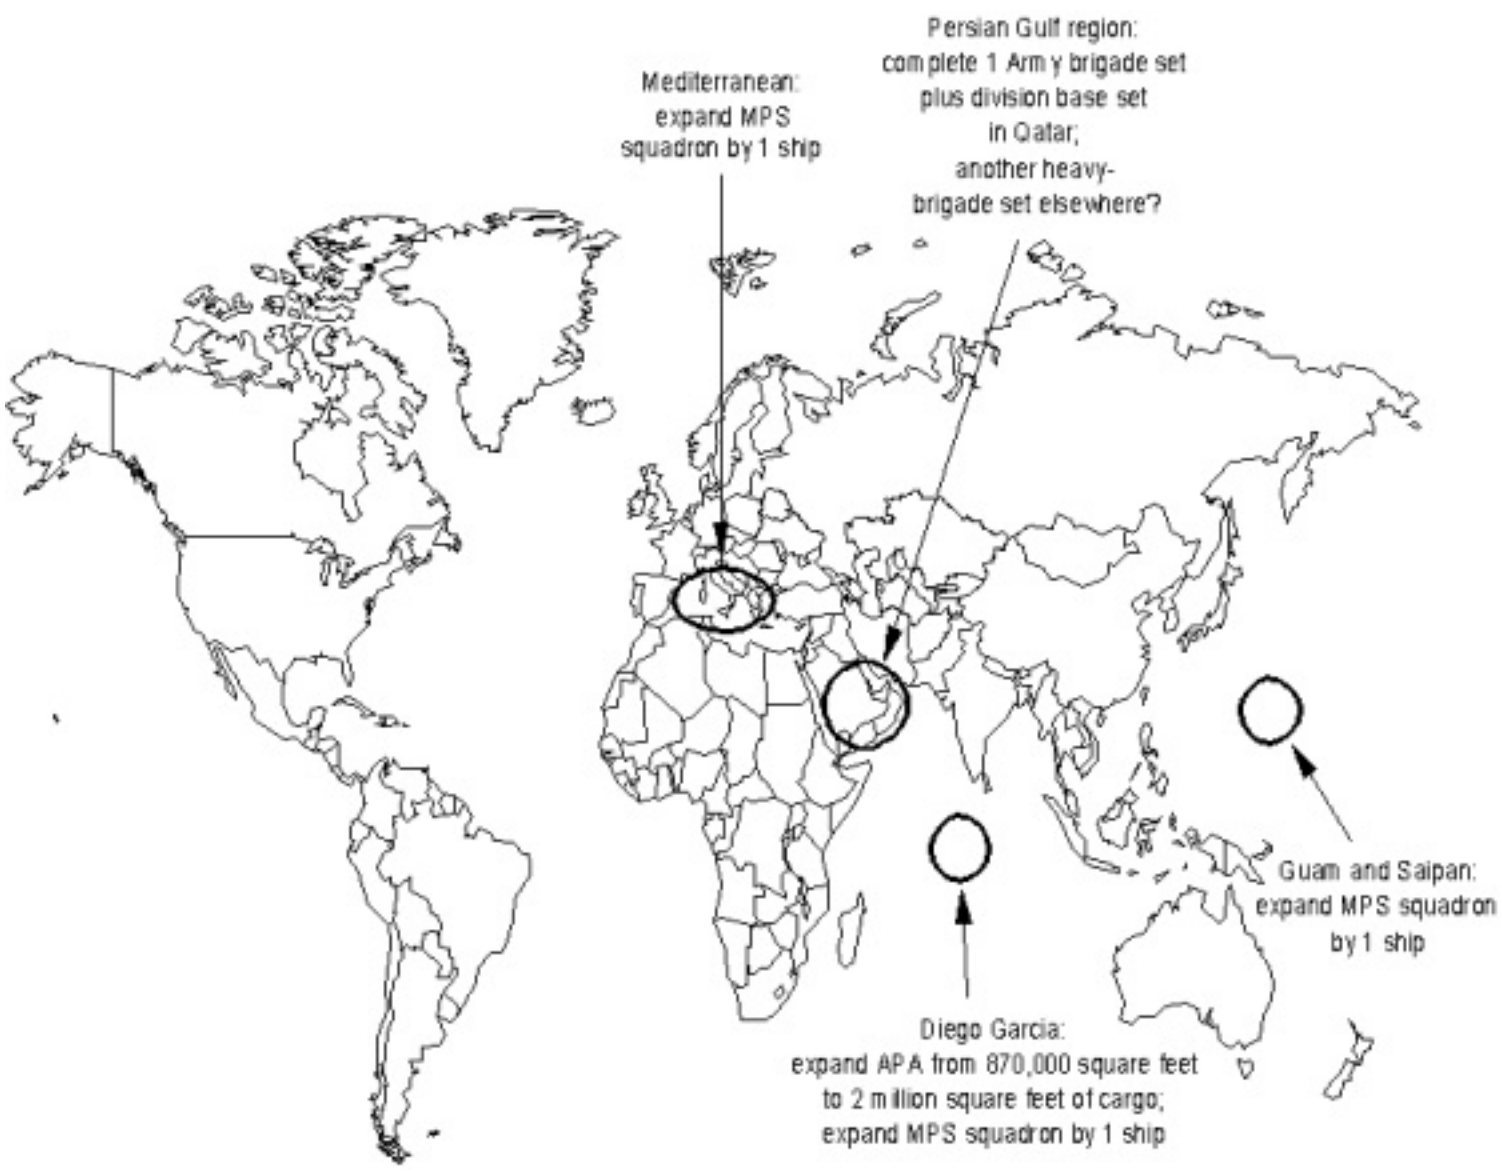 Persian Gulf region:
complete 1 Army brigade set
plus division base set
in Qatar;
another heavy-
brigade set elsewhere?
Mediterranean:
expand MPS
squadron by 1 ship
Guam and Saipan:
expand MPS squadron
by 1 ship
Diego Garcia:
expand APA from 870,000 square feet
to 2 million square feet of cargo;
expand MPS squadron by 1 ship